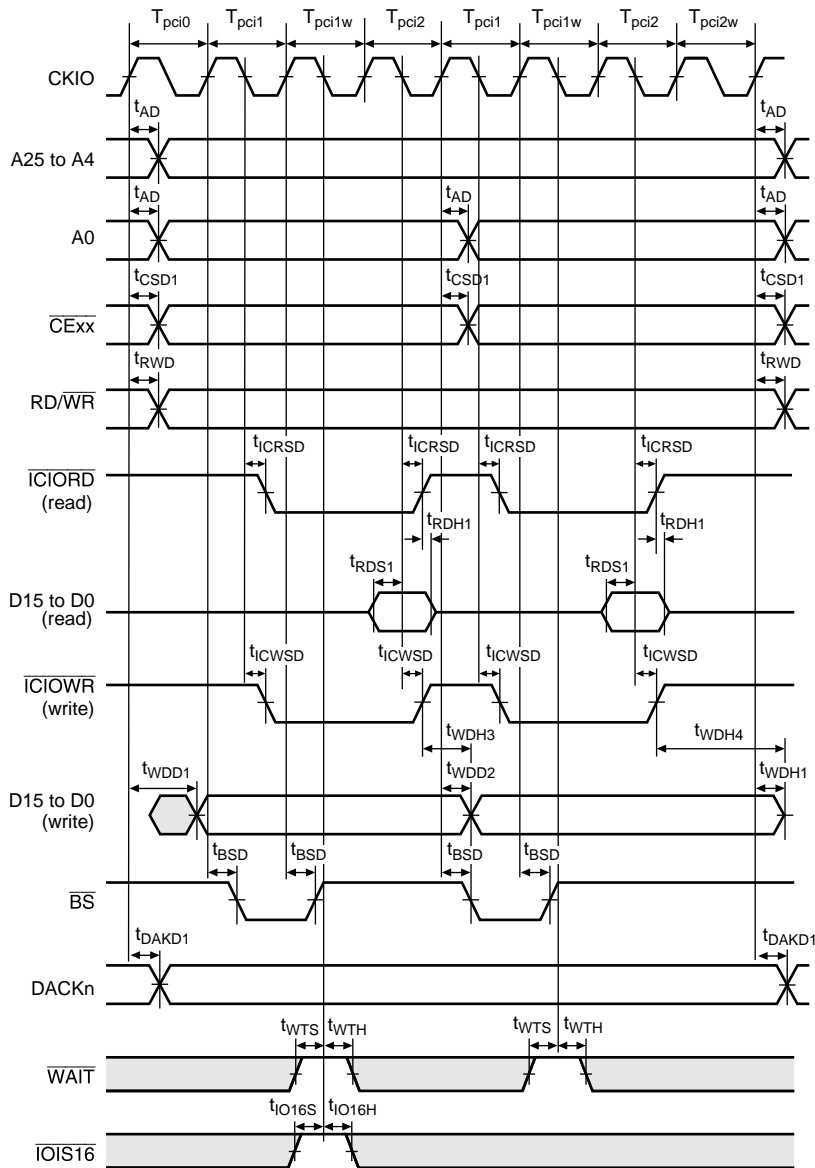 Tpci0 Tpci1 Tpci1w Tpci2 Tpci1 Tpci1w Tpci2 Tpci2w
CKIO
tAD tAD
A25 to A4
tAD tAD tAD
A0
tCSD1 tCSD1 tCSD1
CExx
tRWD tRWD
RD/WR
tICRSD tICRSD tICRSD tICRSD
ICIORD
(read)
tRDH1 tRDH1
tRDS1 tRDS1
D15 to D0
(read)
tICWSD tICWSD tICWSD tICWSD
ICIOWR
(write)
tWDH3 tWDH4
tWDD1 tWDD2 tWDH1
D15 to D0
(write)
tBSD tBSD tBSD tBSD
BS
tDAKD1 tDAKD1
DACKn
tWTS tWTH tWTS tWTH
WAIT
tIO16S tIO16H
IOIS16